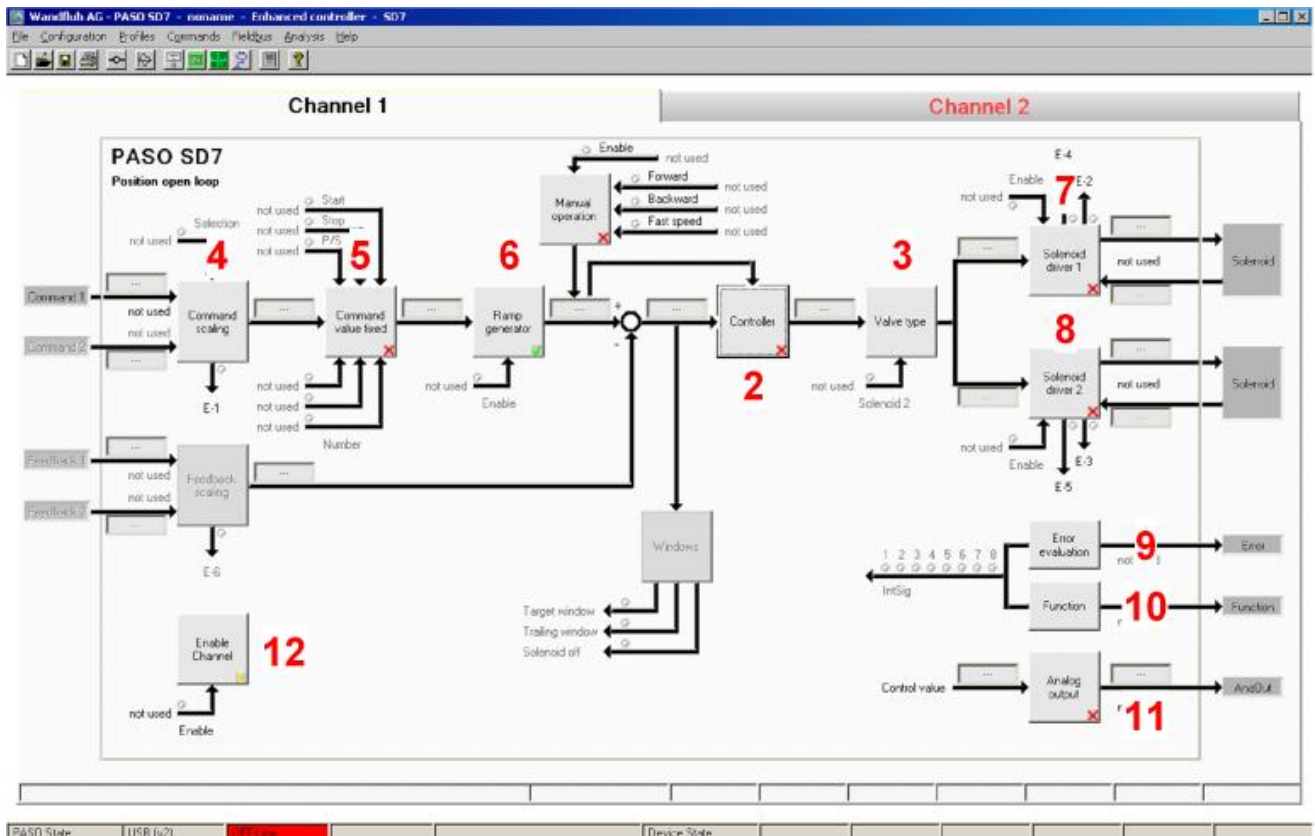 Wandfluh AG - PASO SD7 - noname - Enhanced controller - SD7
File Configuration Profiles Commands Fieldbus Analysis Help
Channel 1
Channel 2
PASO SD7
Position open loop
Enable
not used
Forward
not used
Backward
not used
Fast speed
not used
Manual operation
E-4
Enable
not used
7
E-2
Selection
not used
4
Start
not used
Stop
not used
P/S
not used
5
6
3
Command 1
...
not used
Command 2
not used
...
Command scaling
...
Command value fixed
...
Ramp generator
...
+
-
...
Controller
...
Valve type
...
Solenoid driver 1
...
not used
...
Solenoid
8
...
Solenoid driver 2
...
not used
...
Solenoid
2
not used
Solenoid 2
E-1
not used
not used
not used
Number
not used
Enable
not used
Enable
E-3
E-5
Feedback 1
...
not used
Feedback 2
not used
...
Feedback scaling
...
E-6
Windows
Target window
Trailing window
Solenoid off
1 2 3 4 5 6 7 8
IntSig
Error evaluation
9
not
Error
Function
10
Function
Control value
...
Analog output
...
11
AnaOut
Enable Channel
12
not used
Enable
PASO State:
USB (v2)
Device State